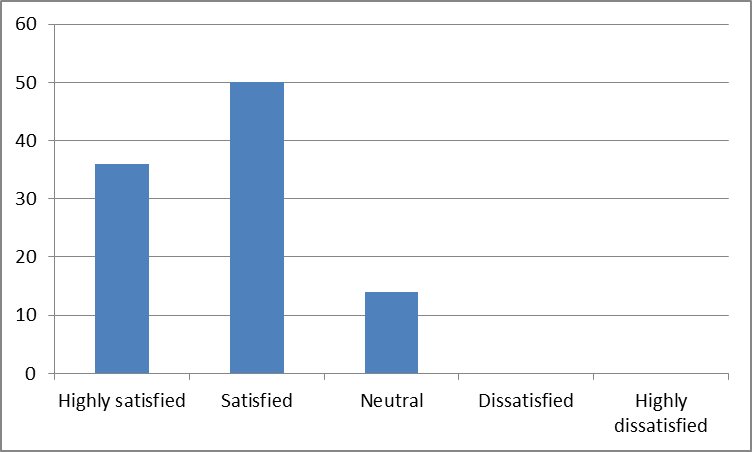 60
50
40
30
20
10
0
Highly satisfied
Satisfied
Neutral
Dissatisfied
Highly
dissatisfied